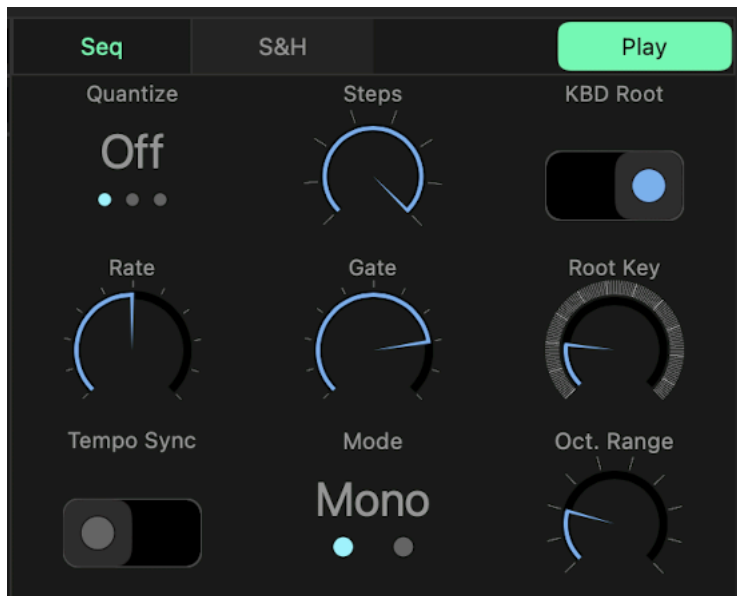 Seq S&H Play
Quantize Steps KBD Root
Off
Rate Gate Root Key
Tempo Sync Mode Oct. Range
Mono